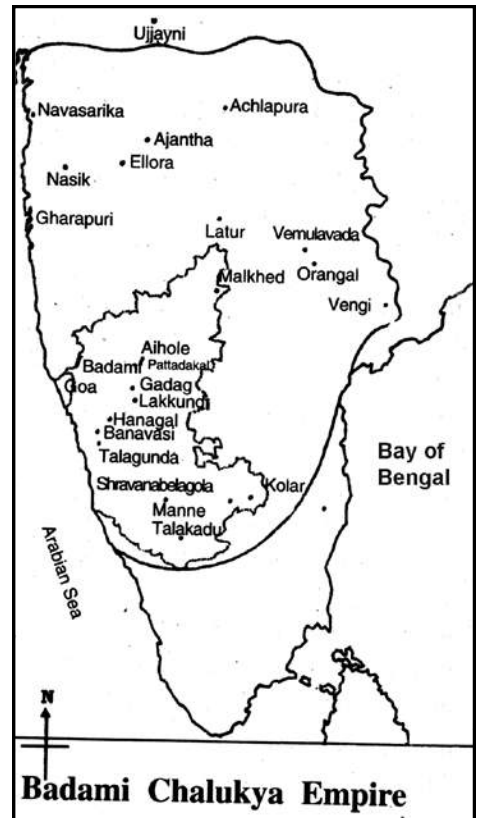 Ujjayni
Navasarika
Achlapura
Ajantha
Ellora
Nasik
Gharapuri
Latur
Vemulavada
Orangal
Malkhed
Vengi
Aihole
Badami
Pattadakal
Goa
Gadag
Lakkundi
Hanagal
Banavasi
Talagunda
Bay of
Bengal
Shravanabelagola
Kolar
Manne
Talakadu
Arabian Sea
N
Badami Chalukya Empire